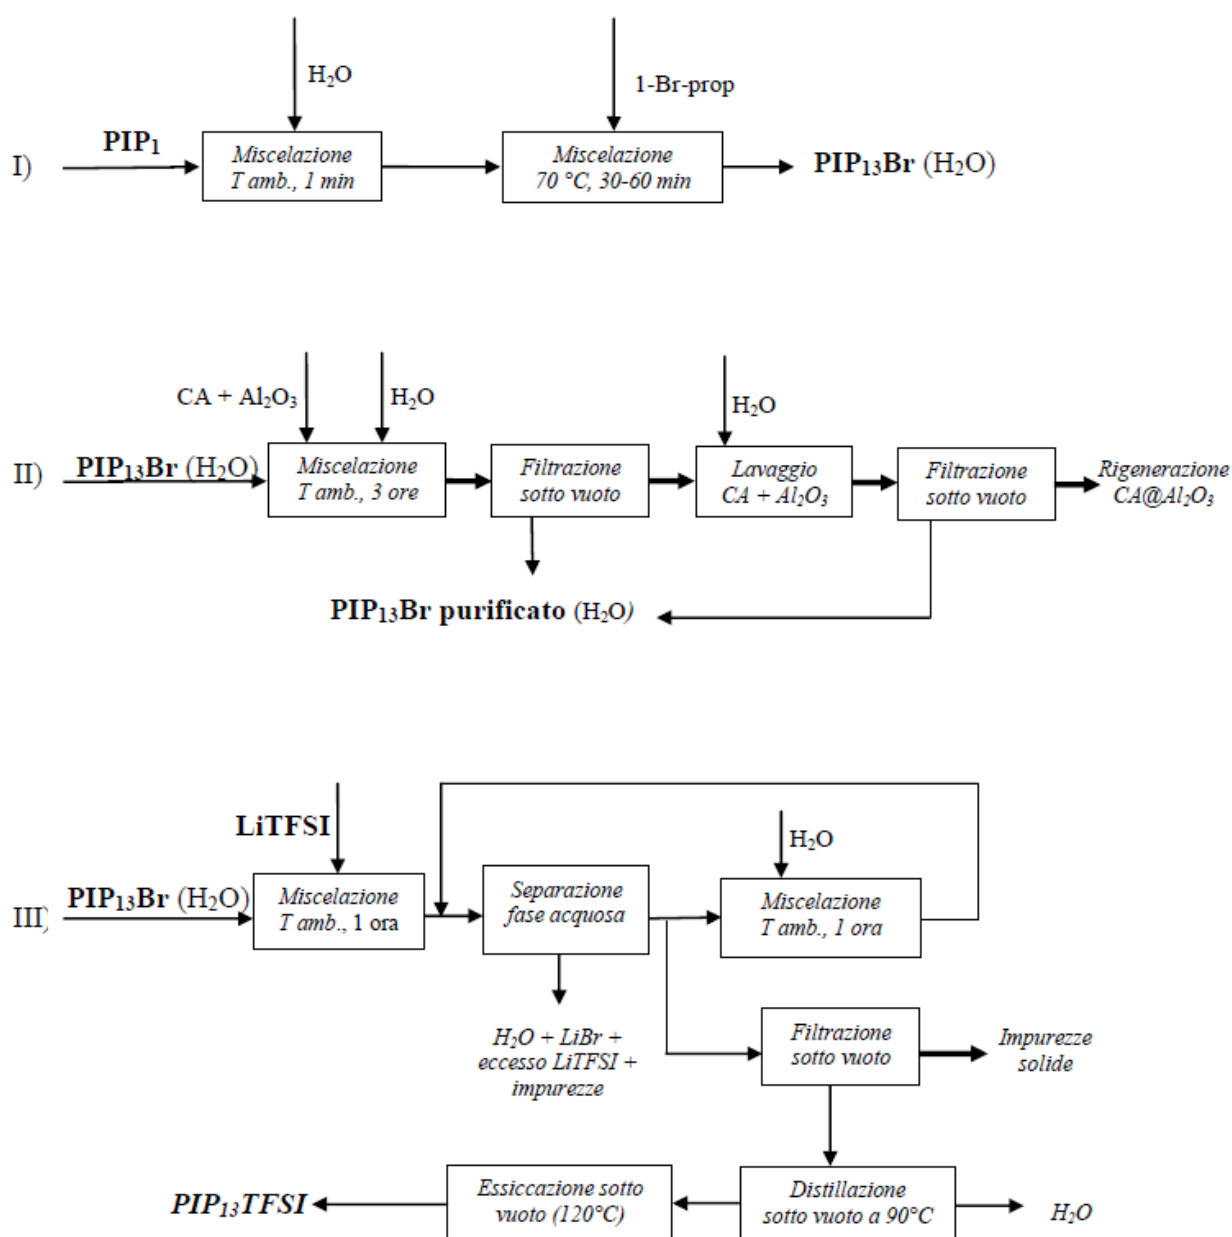 H₂O
1-Br-prop
I)
PIP₁
Miscelazione
T amb., 1 min
Miscelazione
70 °C, 30-60 min
PIP₁₃Br (H₂O)
CA + Al₂O₃
H₂O
H₂O
II)
PIP₁₃Br (H₂O)
Miscelazione
T amb., 3 ore
Filtrazione
sotto vuoto
Lavaggio
CA + Al₂O₃
Filtrazione
sotto vuoto
Rigenerazione
CA@Al₂O₃
PIP₁₃Br purificato (H₂O)
LiTFSI
H₂O
III)
PIP₁₃Br (H₂O)
Miscelazione
T amb., 1 ora
Separazione
fase acquosa
Miscelazione
T amb., 1 ora
H₂O + LiBr +
eccesso LiTFSI +
impurezze
Filtrazione
sotto vuoto
Impurezze
solide
PIP₁₃TFSI
Essiccazione sotto
vuoto (120°C)
Distillazione
sotto vuoto a 90°C
H₂O